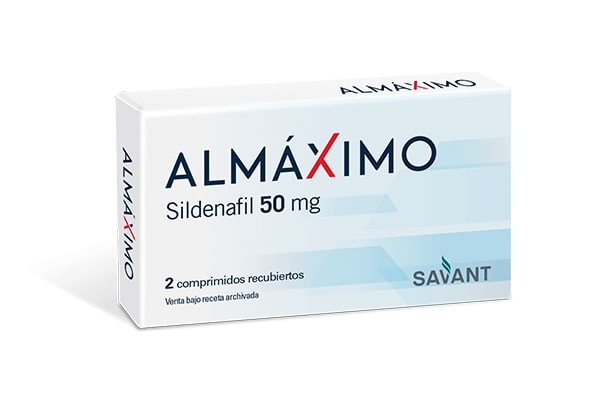 ALMÁXIMO
ALMÁXIMO
ALMÁXIMO
Sildenafil 50 mg
2 comprimidos recubiertos
Venta bajo receta archivada
SAVANT